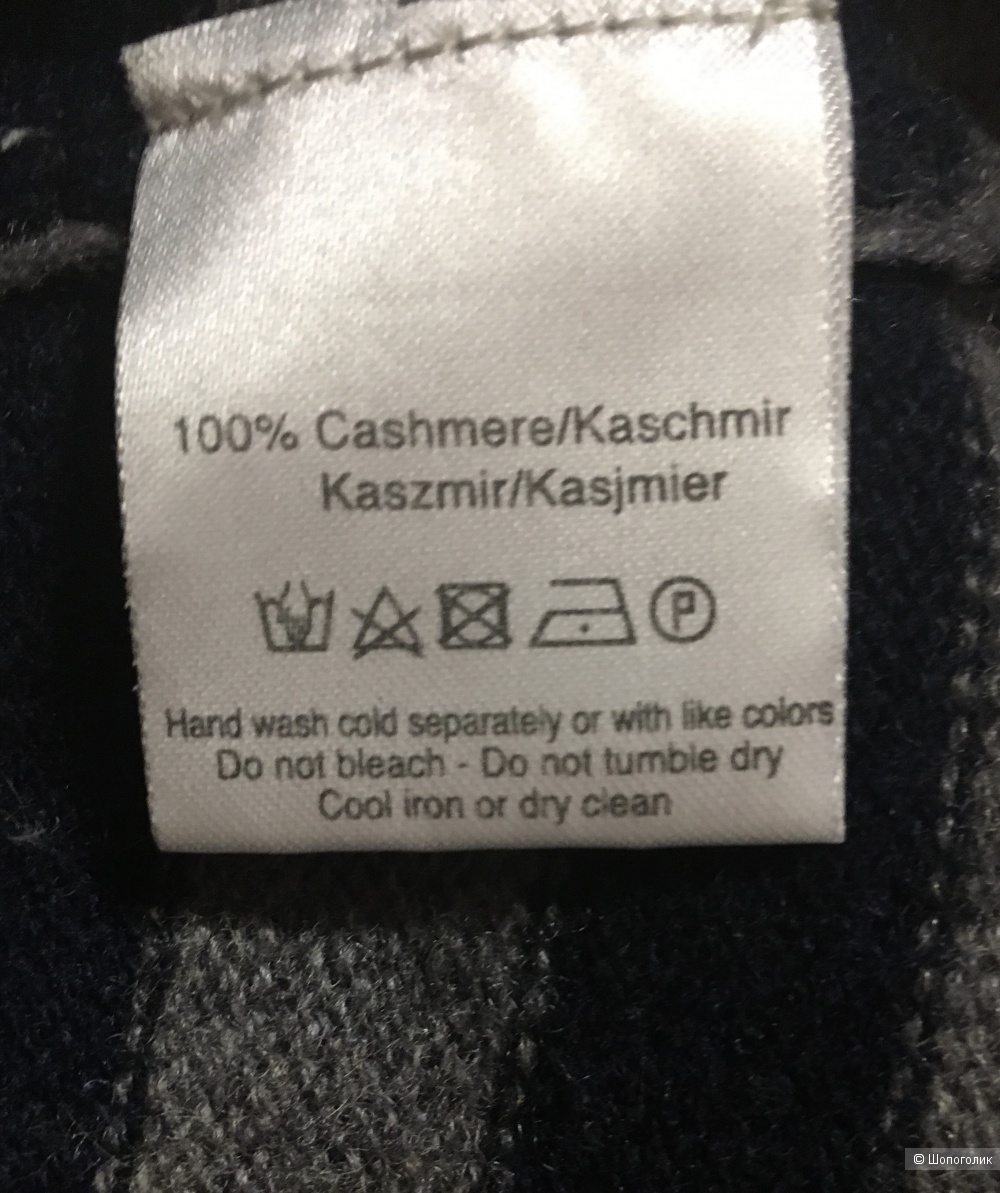 100% Cashmere/Kaschmir
Kaszmir/Kasjmier
P
Hand wash cold separately or with like colors
Do not bleach - Do not tumble dry
Cool iron or dry clean
© Шопоголик